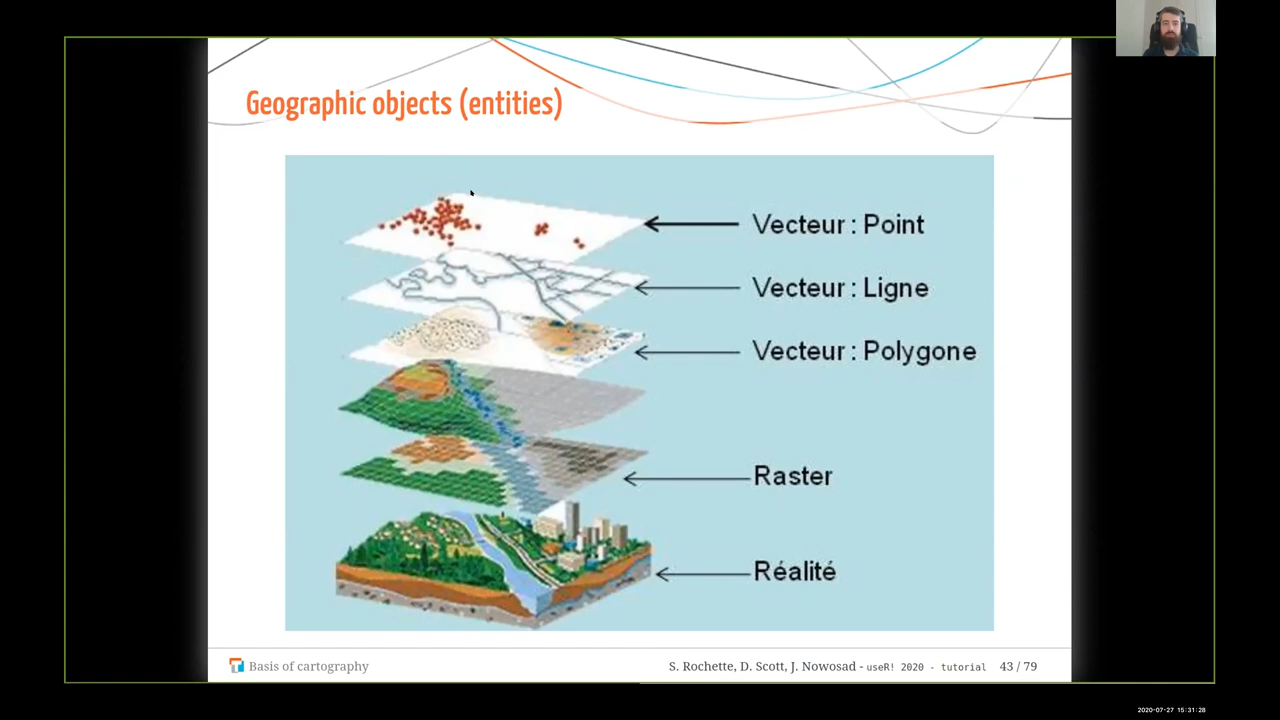 Geographic objects (entities)
Vecteur : Point
Vecteur : Ligne
Vecteur : Polygone
Raster
Réalité
Basis of cartography
S. Rochette, D. Scott, J. Nowosad - useR! 2020 - tutorial 43 / 79
2020-07-27 15:31:28